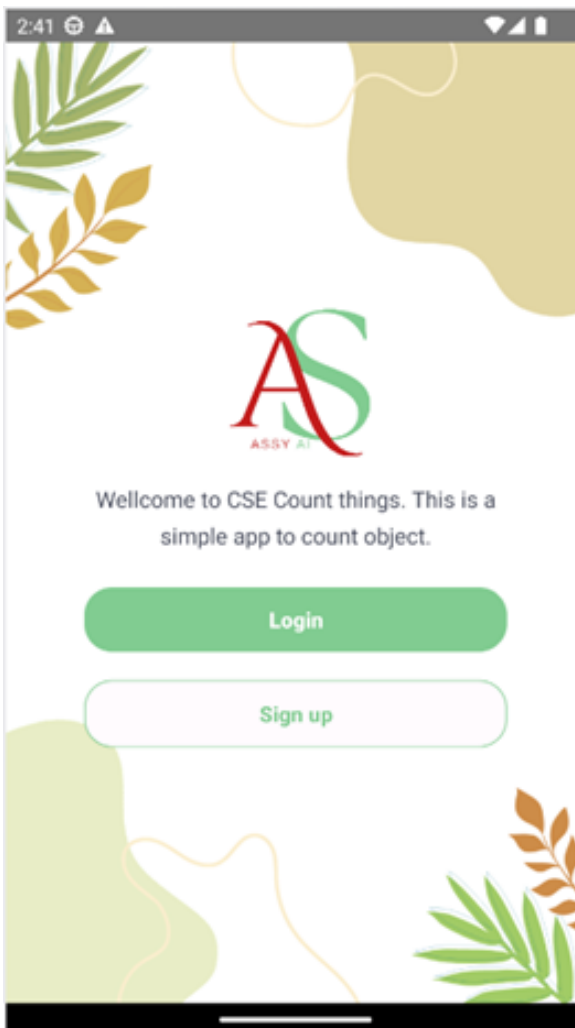 2:41
AS
ASSY AI
Wellcome to CSE Count things. This is a
simple app to count object.
Login
Sign up